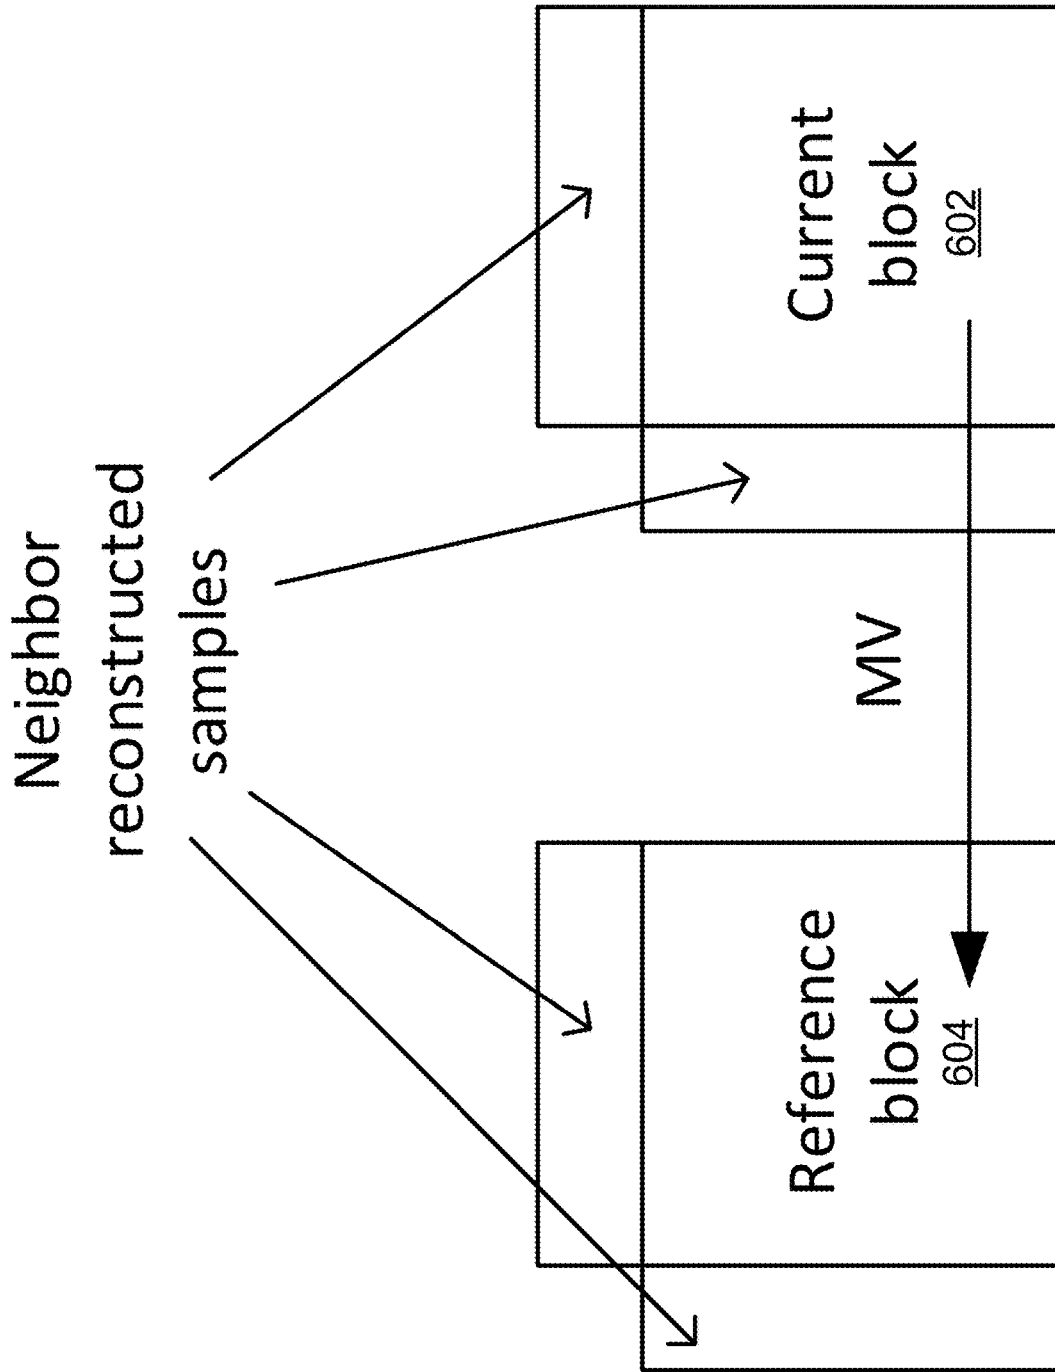 Neighbor
reconstructed
samples
Reference
block
604
MV
Current
block
602